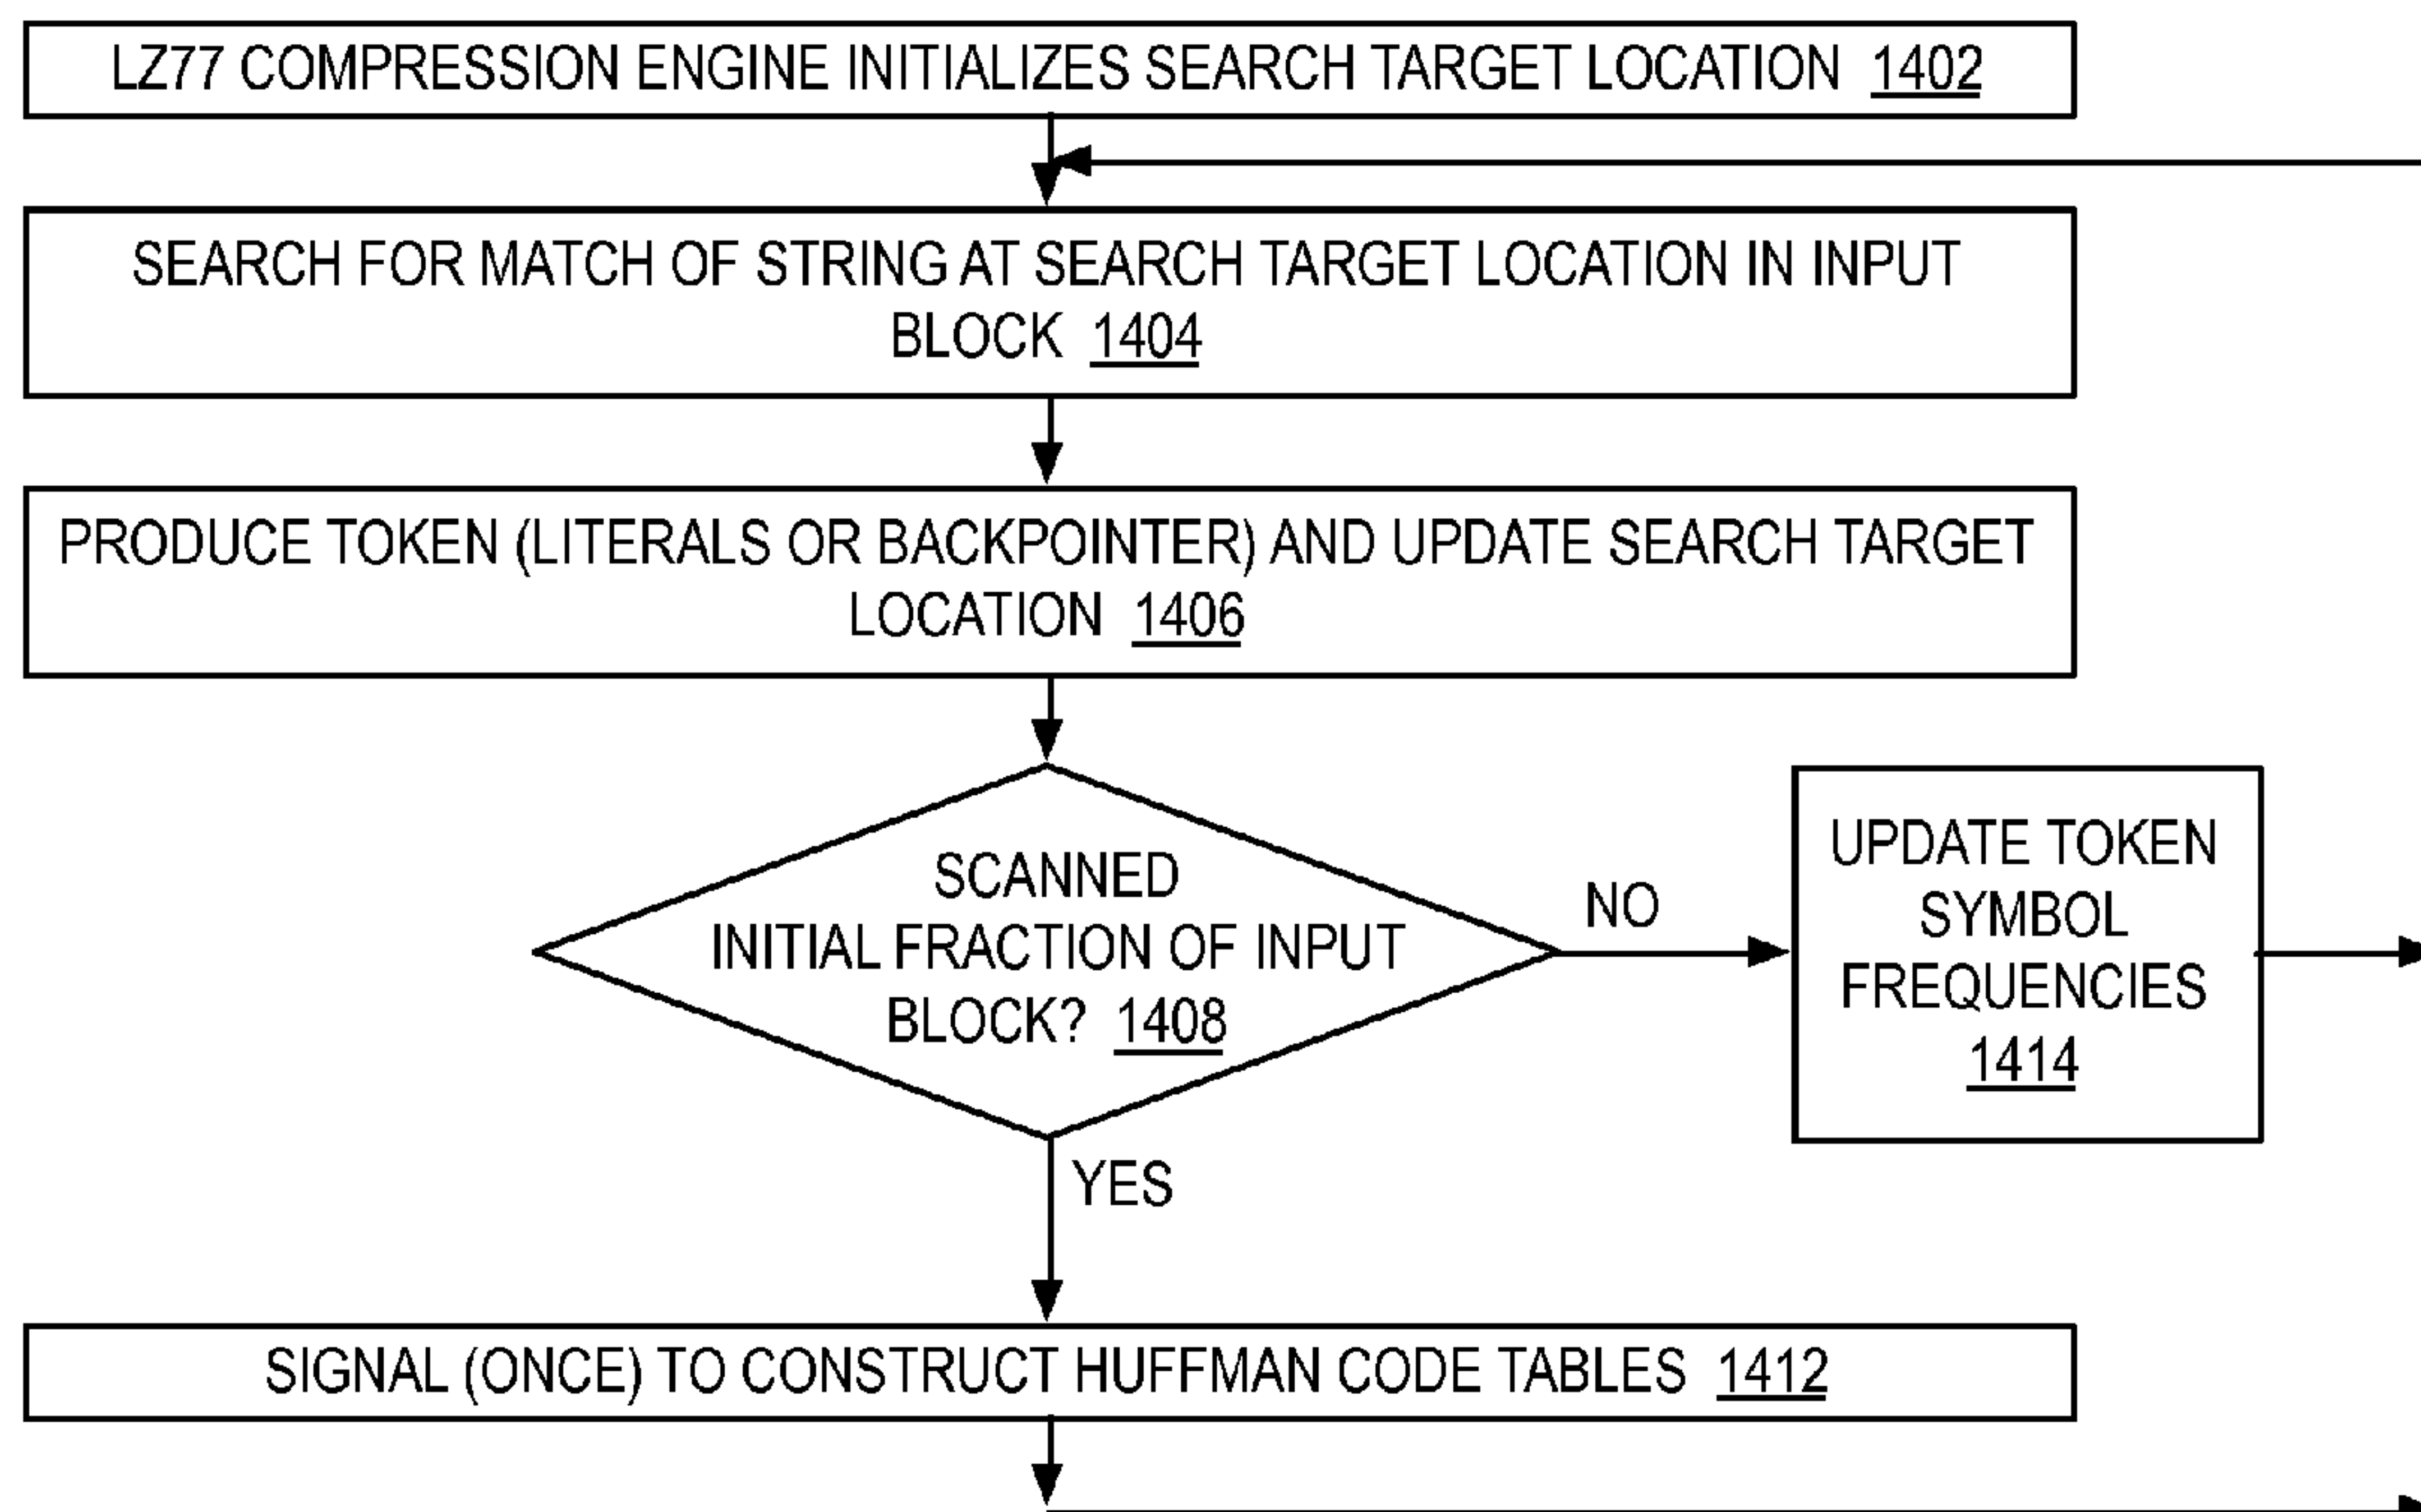 LZ77 COMPRESSION ENGINE INITIALIZES SEARCH TARGET LOCATION 1402
SEARCH FOR MATCH OF STRING AT SEARCH TARGET LOCATION IN INPUT
BLOCK 1404
PRODUCE TOKEN (LITERALS OR BACKPOINTER) AND UPDATE SEARCH TARGET
LOCATION 1406
SCANNED
INITIAL FRACTION OF INPUT
BLOCK? 1408
NO
UPDATE TOKEN
SYMBOL
FREQUENCIES
1414
YES
SIGNAL (ONCE) TO CONSTRUCT HUFFMAN CODE TABLES 1412